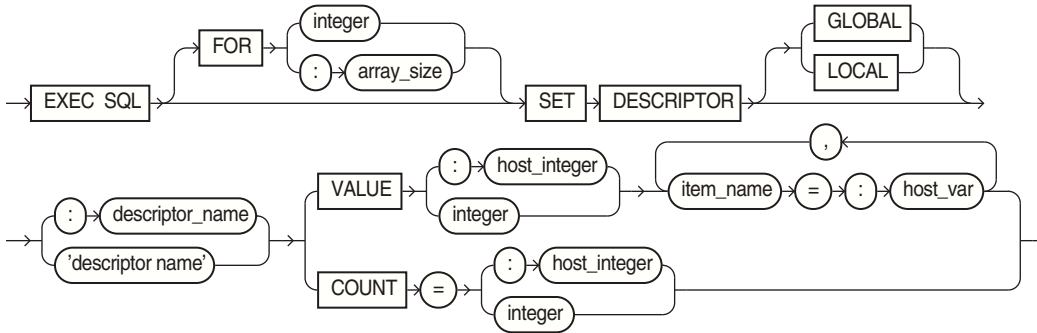 integer
GLOBAL
FOR
: array_size
LOCAL
EXEC SQL SET DESCRIPTOR
,
: host_integer
VALUE item_name = : host_var
: descriptor_name integer
'descriptor name'
: host_integer
COUNT =
integer